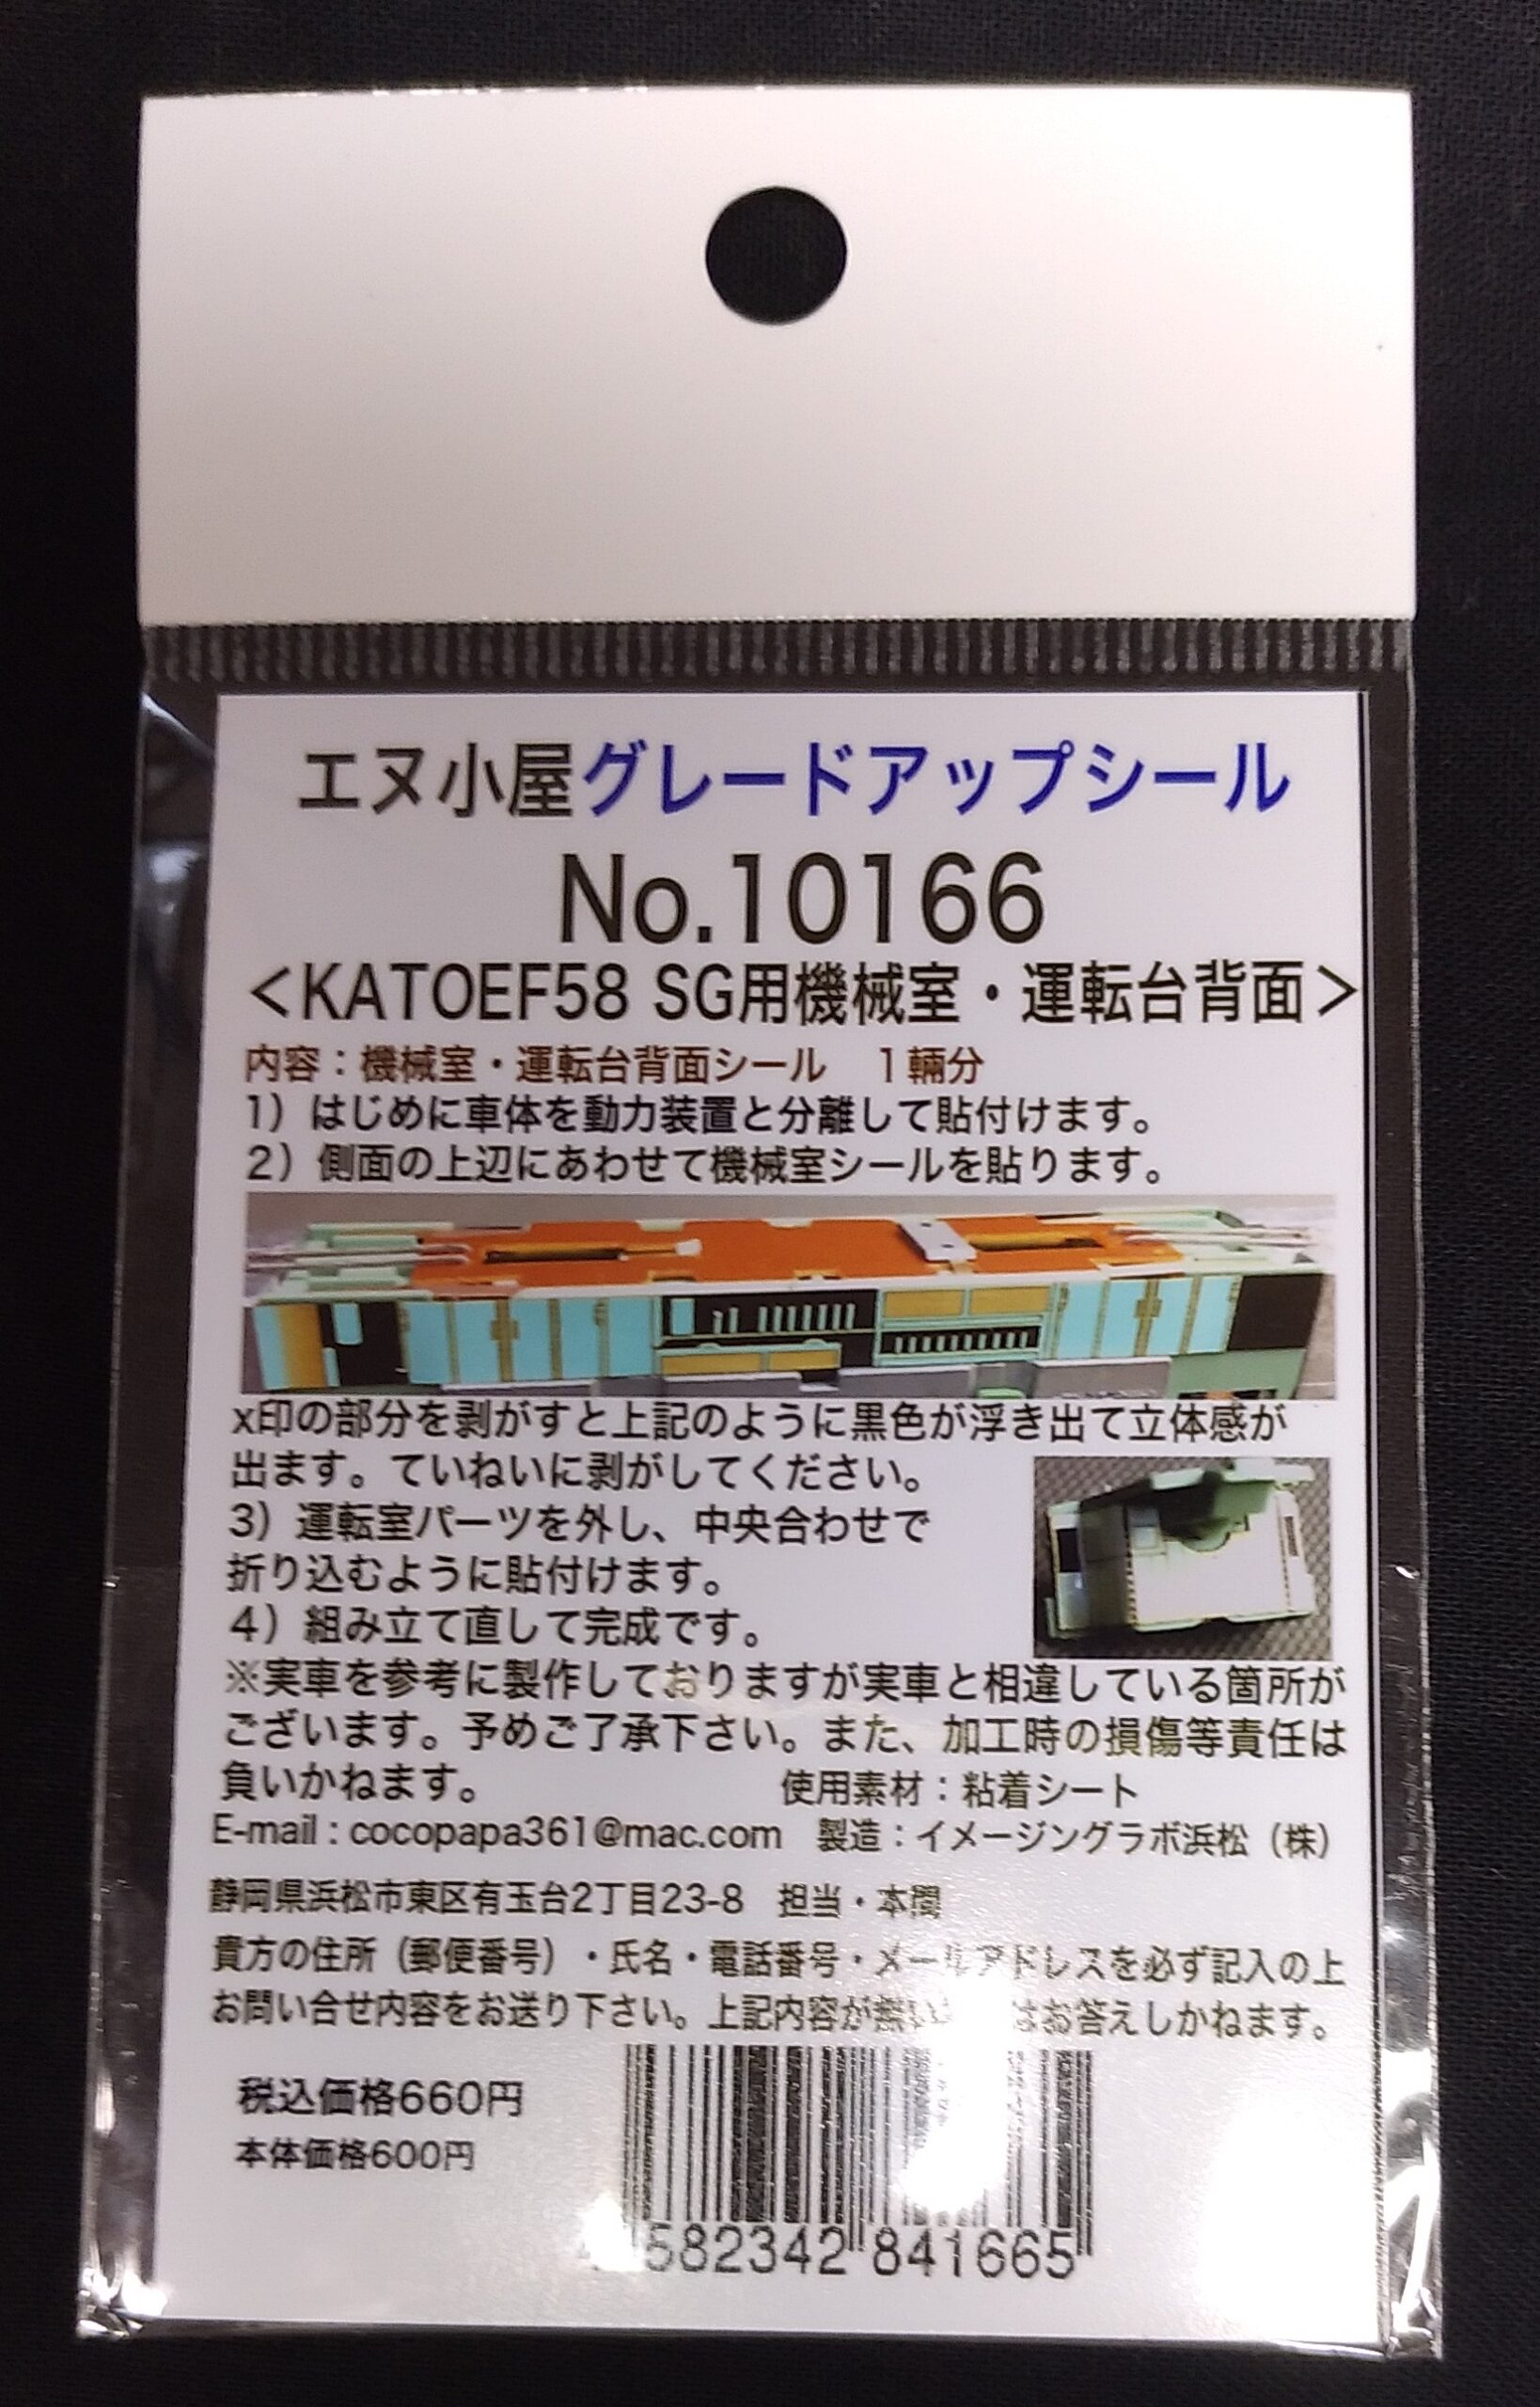 エヌ小屋グレードアップシール
No.10166
<KATOEF58 SG用機械室・運転台背面>
内容：機械室・運転台背面シール　1輛分
1）はじめに車体を動力装置と分離して貼付けます。
2）側面の上辺にあわせて機械室シールを貼ります。
x印の部分を剥がすと上記のように黒色が浮き出て立体感が
出ます。ていねいに剥がしてください。
3）運転室パーツを外し、中央合わせで
折り込むように貼付けます。
4）組み立て直して完成です。
※実車を参考に製作しておりますが実車と相違している箇所が
ございます。予めご了承下さい。また、加工時の損傷等責任は
負いかねます。　使用素材：粘着シート
E-mail : cocopapa361@mac.com　製造：イメージングラボ浜松（株）
静岡県浜松市東区有玉台2丁目23-8　担当・本間
貴方の住所（郵便番号）・氏名・電話番号・メールアドレスを必ず記入の上
お問い合せ内容をお送り下さい。上記内容が無い はお答えしかねます。
税込価格660円
本体価格600円
582342 841665